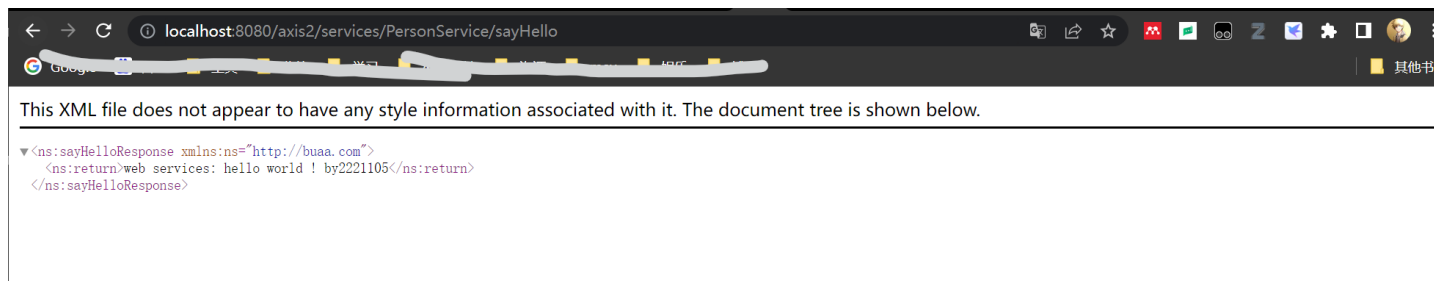 localhost:8080/axis2/services/PersonService/sayHello
其他书
This XML file does not appear to have any style information associated with it. The document tree is shown below.
▼<ns:sayHelloResponse xmlns:ns="http://buaa.com">
<ns:return>web services: hello world ! by2221105</ns:return>
</ns:sayHelloResponse>